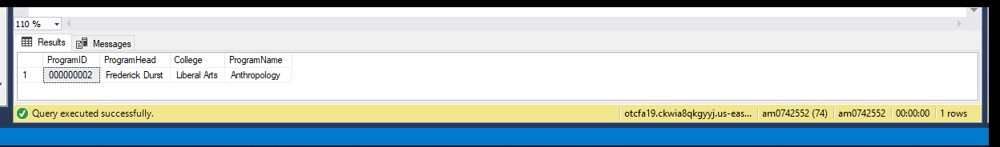 110 %
Results Messages
ProgramID ProgramHead College ProgramName
1 000000002 Frederick Durst Liberal Arts Anthropology
Query executed successfully. otcfa19.ckwia8qkgyyj.us-eas... am0742552 (74) am0742552 00:00:00 1 rows